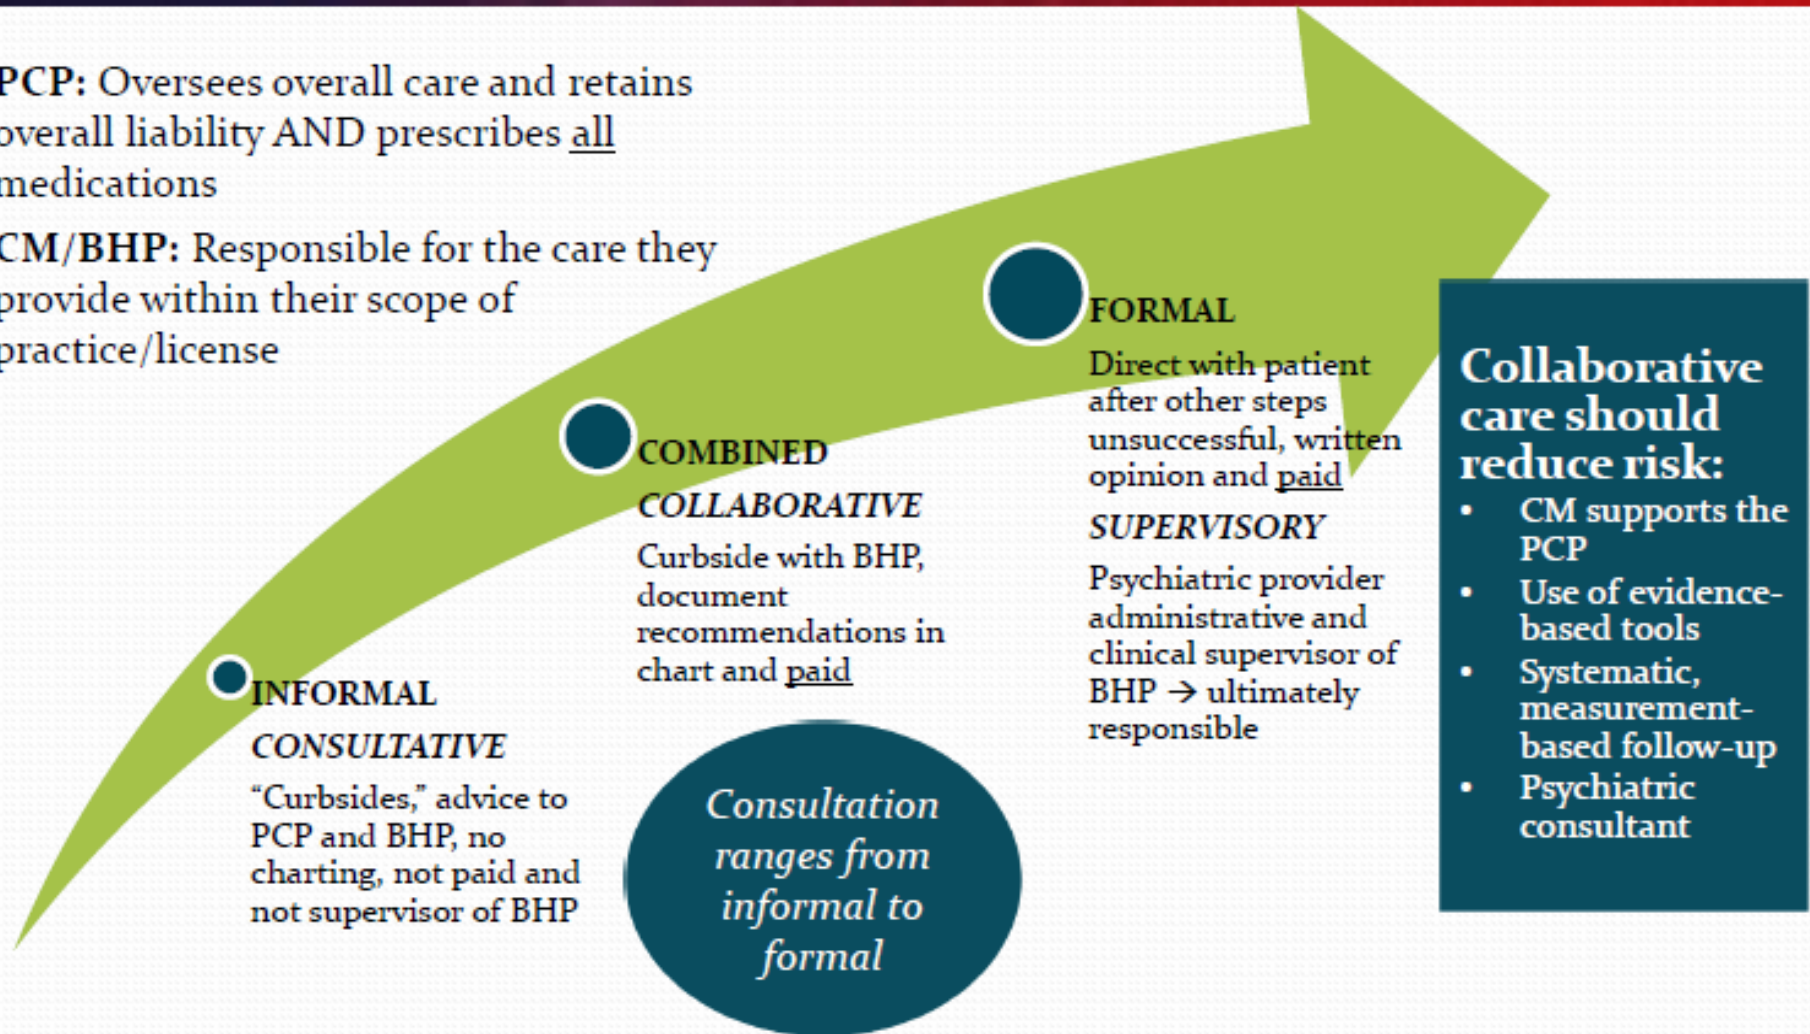 PCP: Oversees overall care and retains
overall liability AND prescribes all
medications
CM/BHP: Responsible for the care they
provide within their scope of
practice/license
INFORMAL
CONSULTATIVE
“Curbsides,” advice to
PCP and BHP, no
charting, not paid and
not supervisor of BHP
COMBINED
COLLABORATIVE
Curbside with BHP,
document
recommendations in
chart and paid
FORMAL
Direct with patient
after other steps
unsuccessful, written
opinion and paid
SUPERVISORY
Psychiatric provider
administrative and
clinical supervisor of
BHP → ultimately
responsible
Consultation
ranges from
informal to
formal
Collaborative
care should
reduce risk:
• CM supports the
PCP
• Use of evidence-
based tools
• Systematic,
measurement-
based follow-up
• Psychiatric
consultant